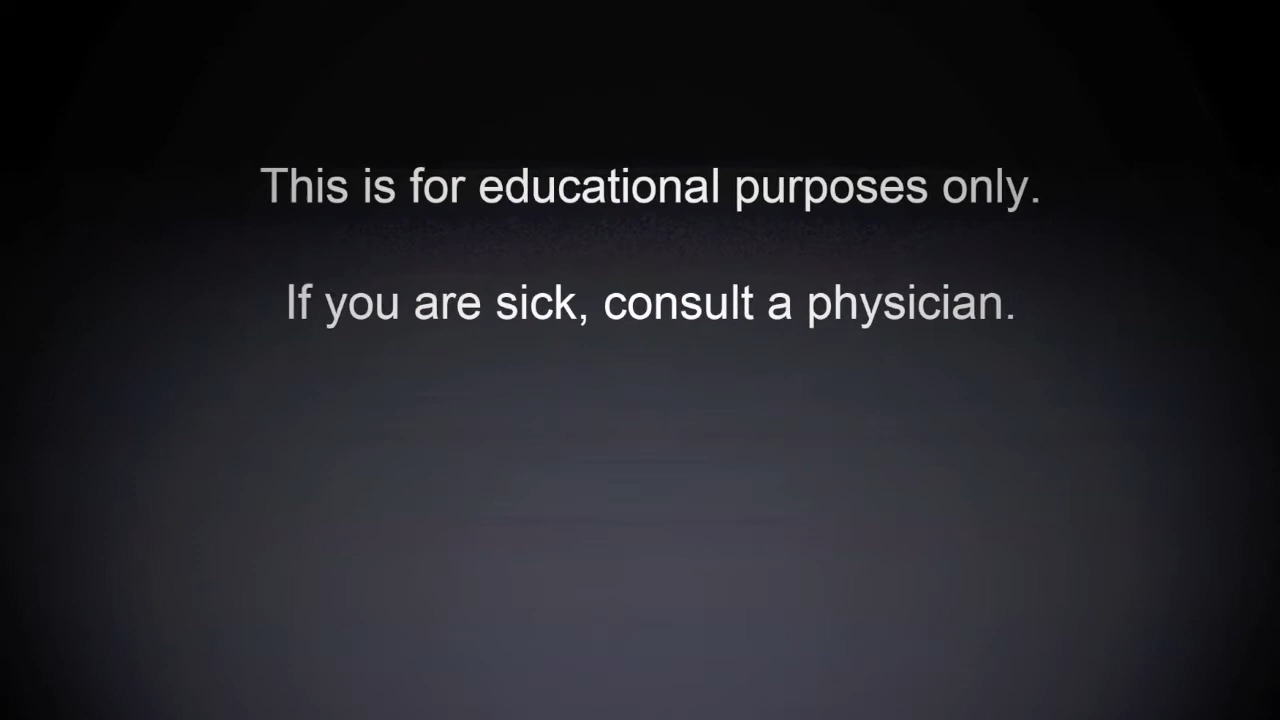 This is for educational purposes only.
If you are sick, consult a physician.